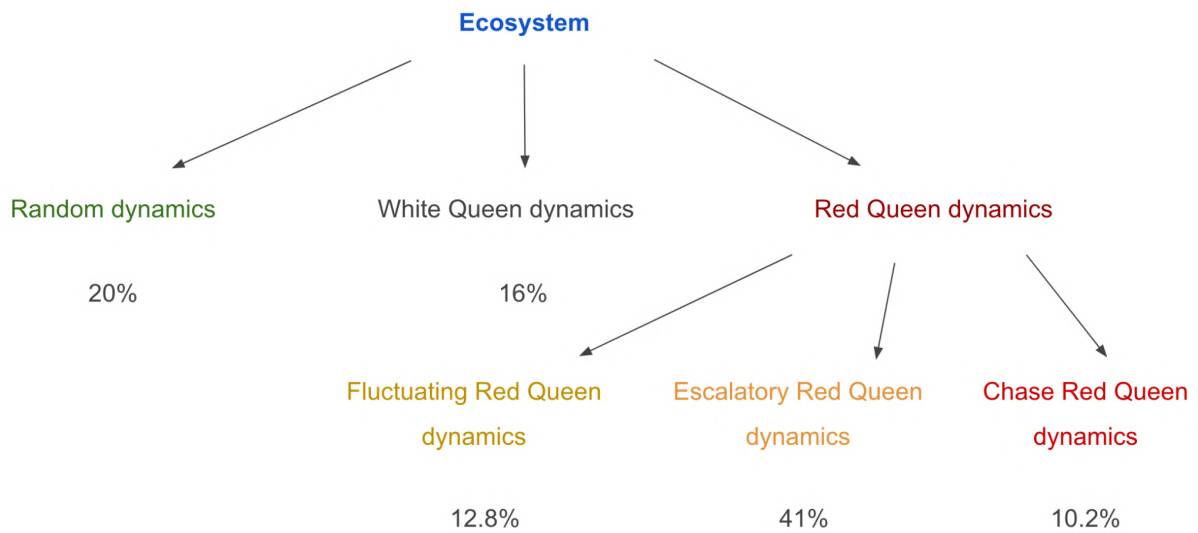 Ecosystem
Random dynamics
White Queen dynamics
Red Queen dynamics
20%
16%
Fluctuating Red Queen
dynamics
Escalatory Red Queen
dynamics
Chase Red Queen
dynamics
12.8%
41%
10.2%